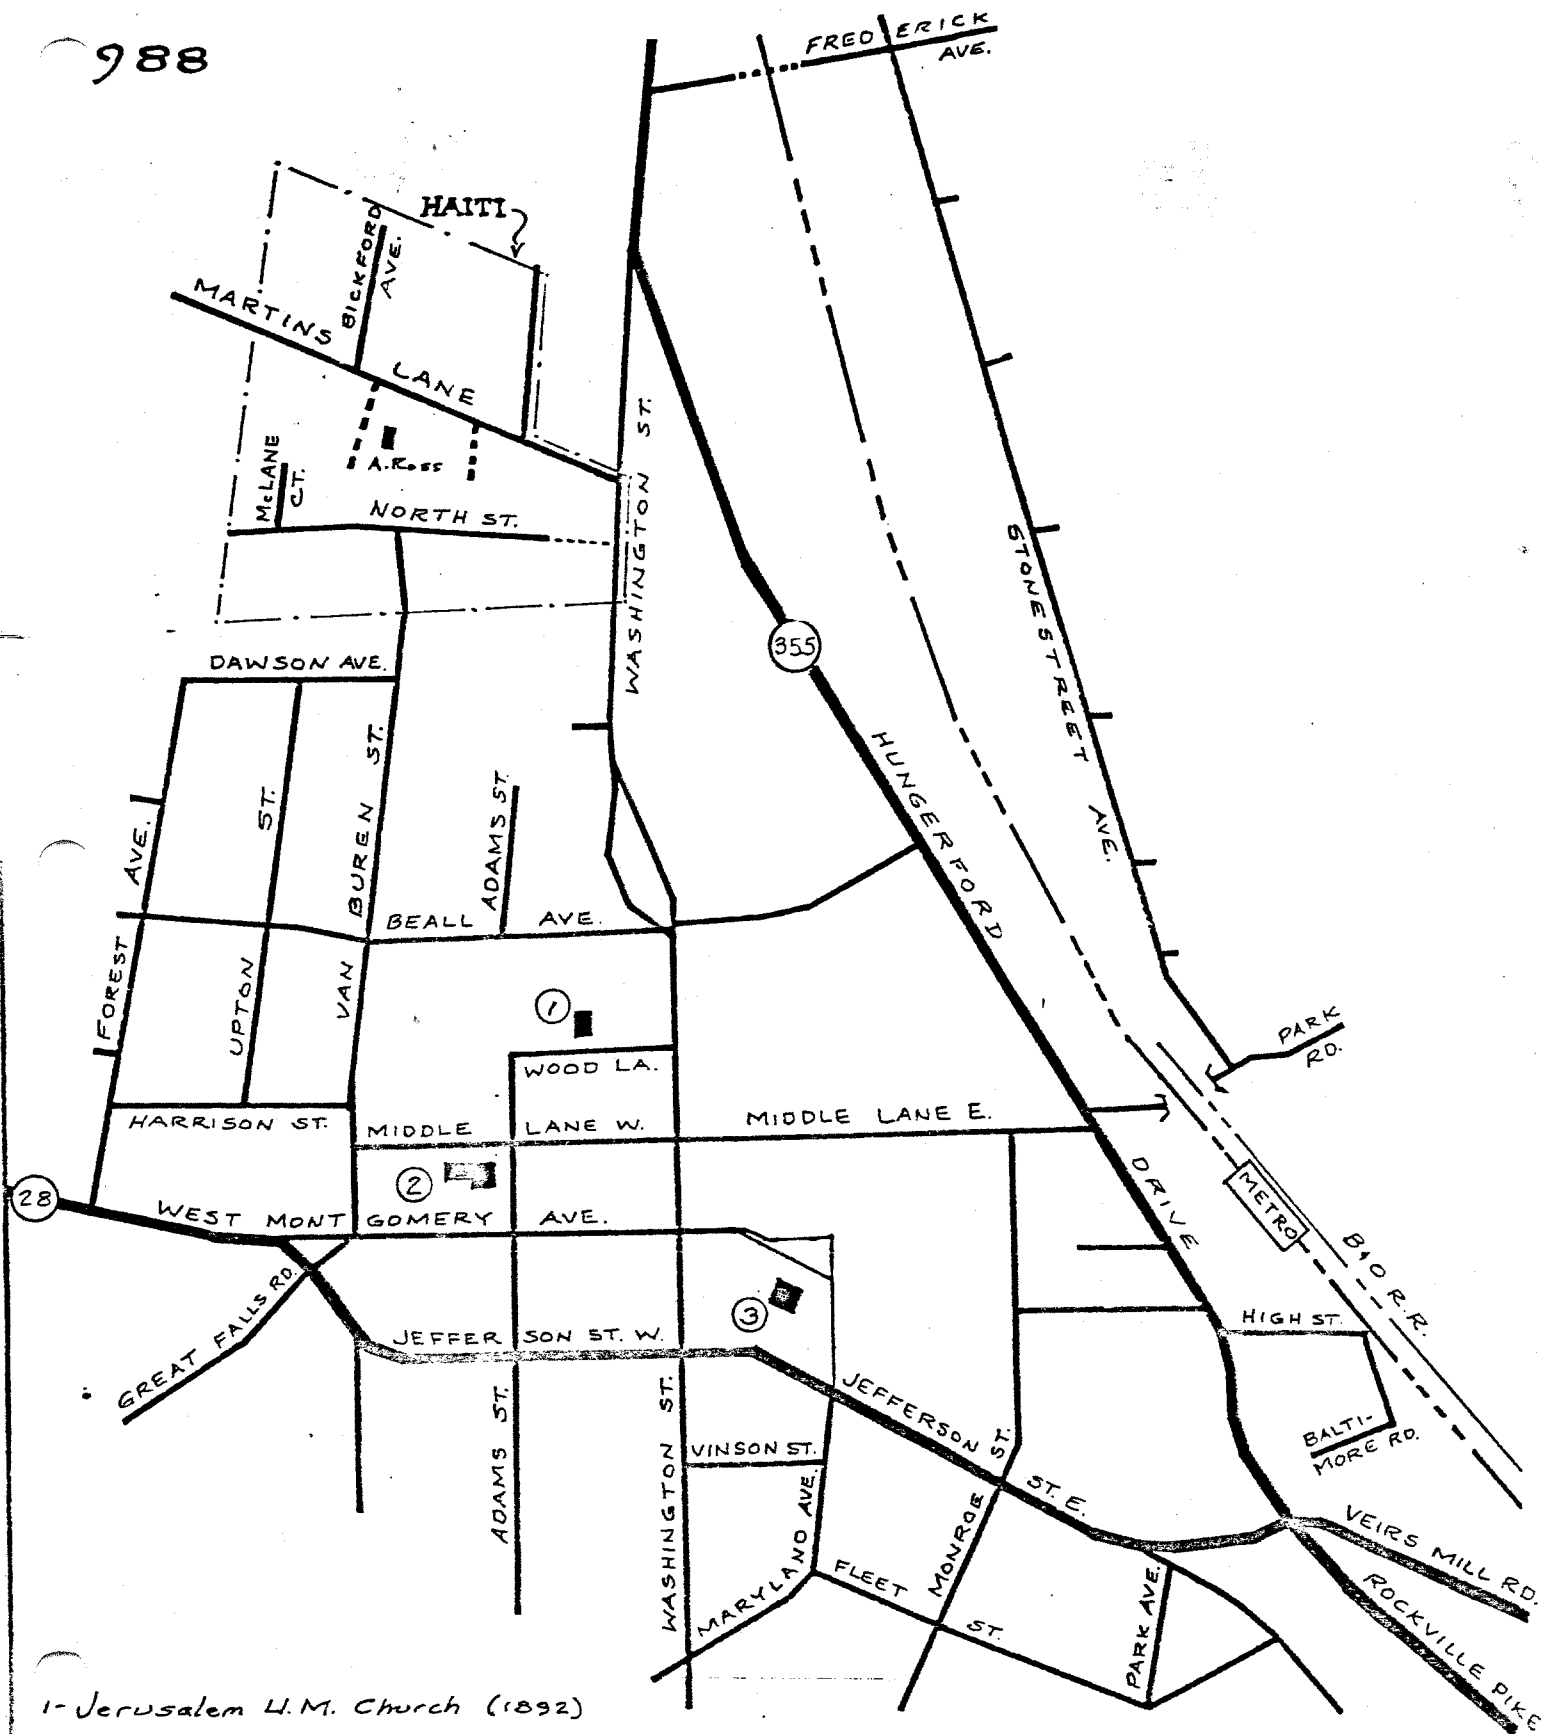 988
FREDERICK
AVE.
HAITI
BICKFORD
AVE.
MARTINS
LANE
A. Ross
McLANE
CT.
NORTH ST.
WASHINGTON ST.
STONESTREET AVE.
355
DAWSON AVE.
HUNGERFORD
DRIVE
FOREST AVE.
UPTON ST.
VAN BUREN ST.
ADAMS ST.
BEALL AVE.
1
WOOD LA.
PARK
RD.
HARRISON ST.
MIDDLE LANE W.
MIDDLE LANE E.
2
28
WEST MONTGOMERY AVE.
METRO
B&O R.R.
GREAT FALLS RD.
3
HIGH ST.
JEFFERSON ST. W.
JEFFERSON ST. E.
ADAMS ST.
WASHINGTON ST.
VINSON ST.
BALTI-
MORE RD.
MARYLAND AVE.
MONROE ST.
FLEET ST.
PARK AVE.
VEIRS MILL RD.
ROCKVILLE PIKE
1- Jerusalem U.M. Church (1892)